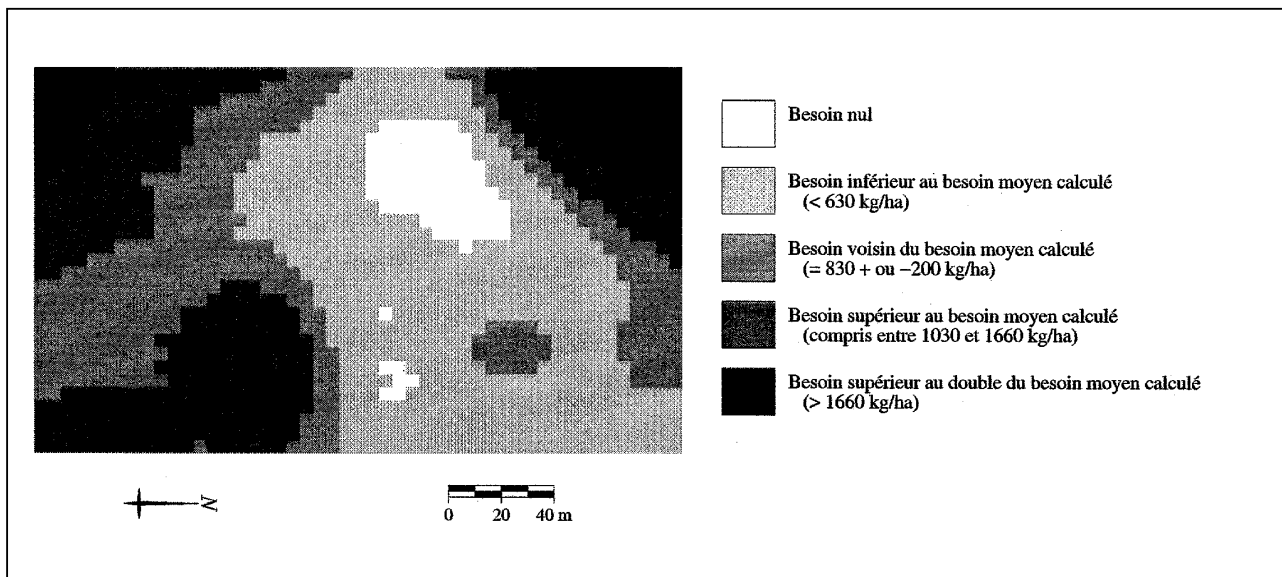 Besoin nul
Besoin inférieur au besoin moyen calculé
(< 630 kg/ha)
Besoin voisin du besoin moyen calculé
(= 830 + ou −200 kg/ha)
Besoin supérieur au besoin moyen calculé
(compris entre 1030 et 1660 kg/ha)
Besoin supérieur au double du besoin moyen calculé
(> 1660 kg/ha)
N
0 20 40 m